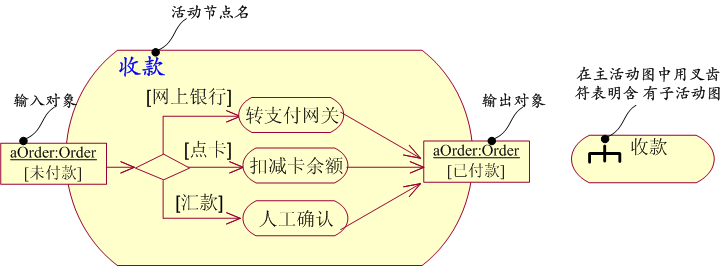 活动节点名
收款
[网上银行]
转支付网关
输入对象
aOrder:Order
[未付款]
[点卡]
扣减卡余额
[汇款]
人工确认
输出对象
aOrder:Order
[已付款]
在主活动图中用叉齿
符表明含 有子活动图
收款